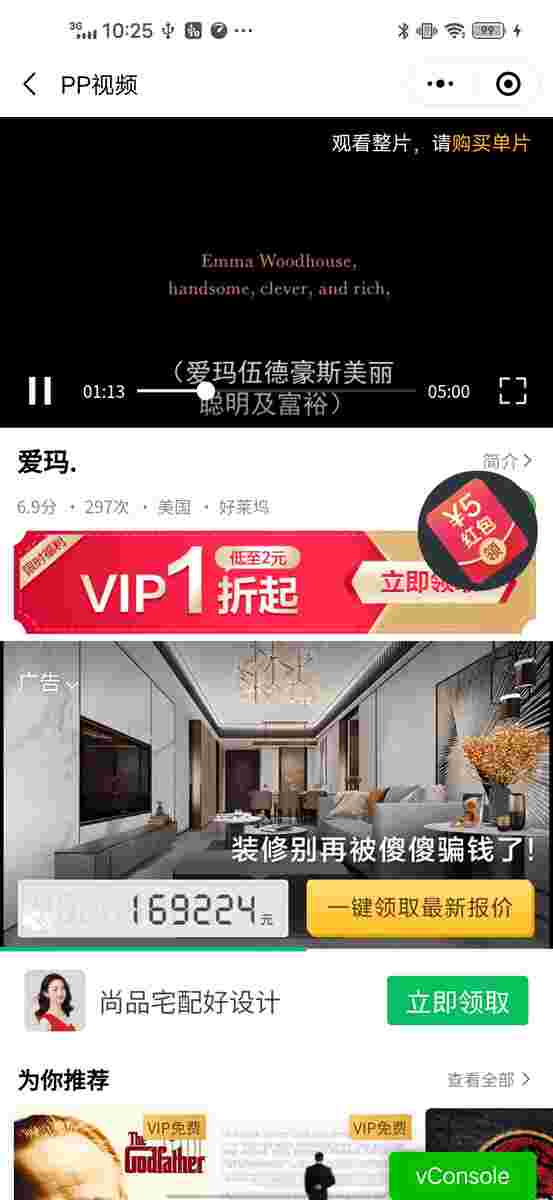 3G 10:25 99
PP视频
观看整片，请购买单片
Emma Woodhouse,
handsome, clever, and rich,
（爱玛伍德豪斯美丽
聪明及富裕）
01:13
05:00
爱玛.
简介
6.9分 · 297次 · 美国 · 好莱坞
¥5
红包
领
限时福利
VIP1折起
低至2元
立即领取
广告
装修别再被傻傻骗钱了!
169224元
一键领取最新报价
尚品宅配好设计
立即领取
为你推荐
查看全部
VIP免费
The
Godfather
VIP免费
vConsole